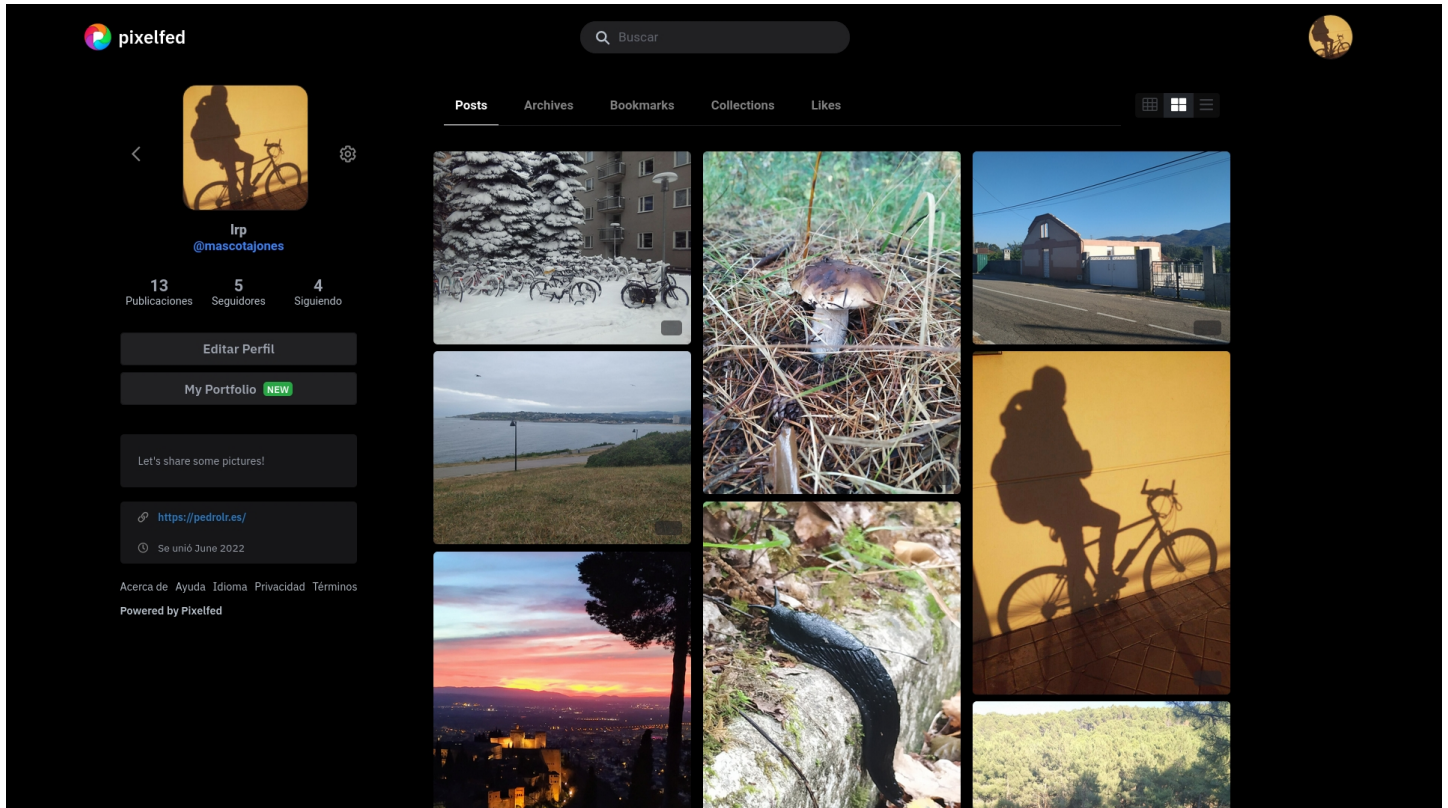 pixelfed
Buscar
Irp
@mascotajones
13 5 4
Publicaciones Seguidores Siguiendo
Editar Perfil
My Portfolio NEW
Let's share some pictures!
https://pedrolr.es/
Se unió June 2022
Acerca de Ayuda Idioma Privacidad Términos
Powered by Pixelfed
Posts Archives Bookmarks Collections Likes